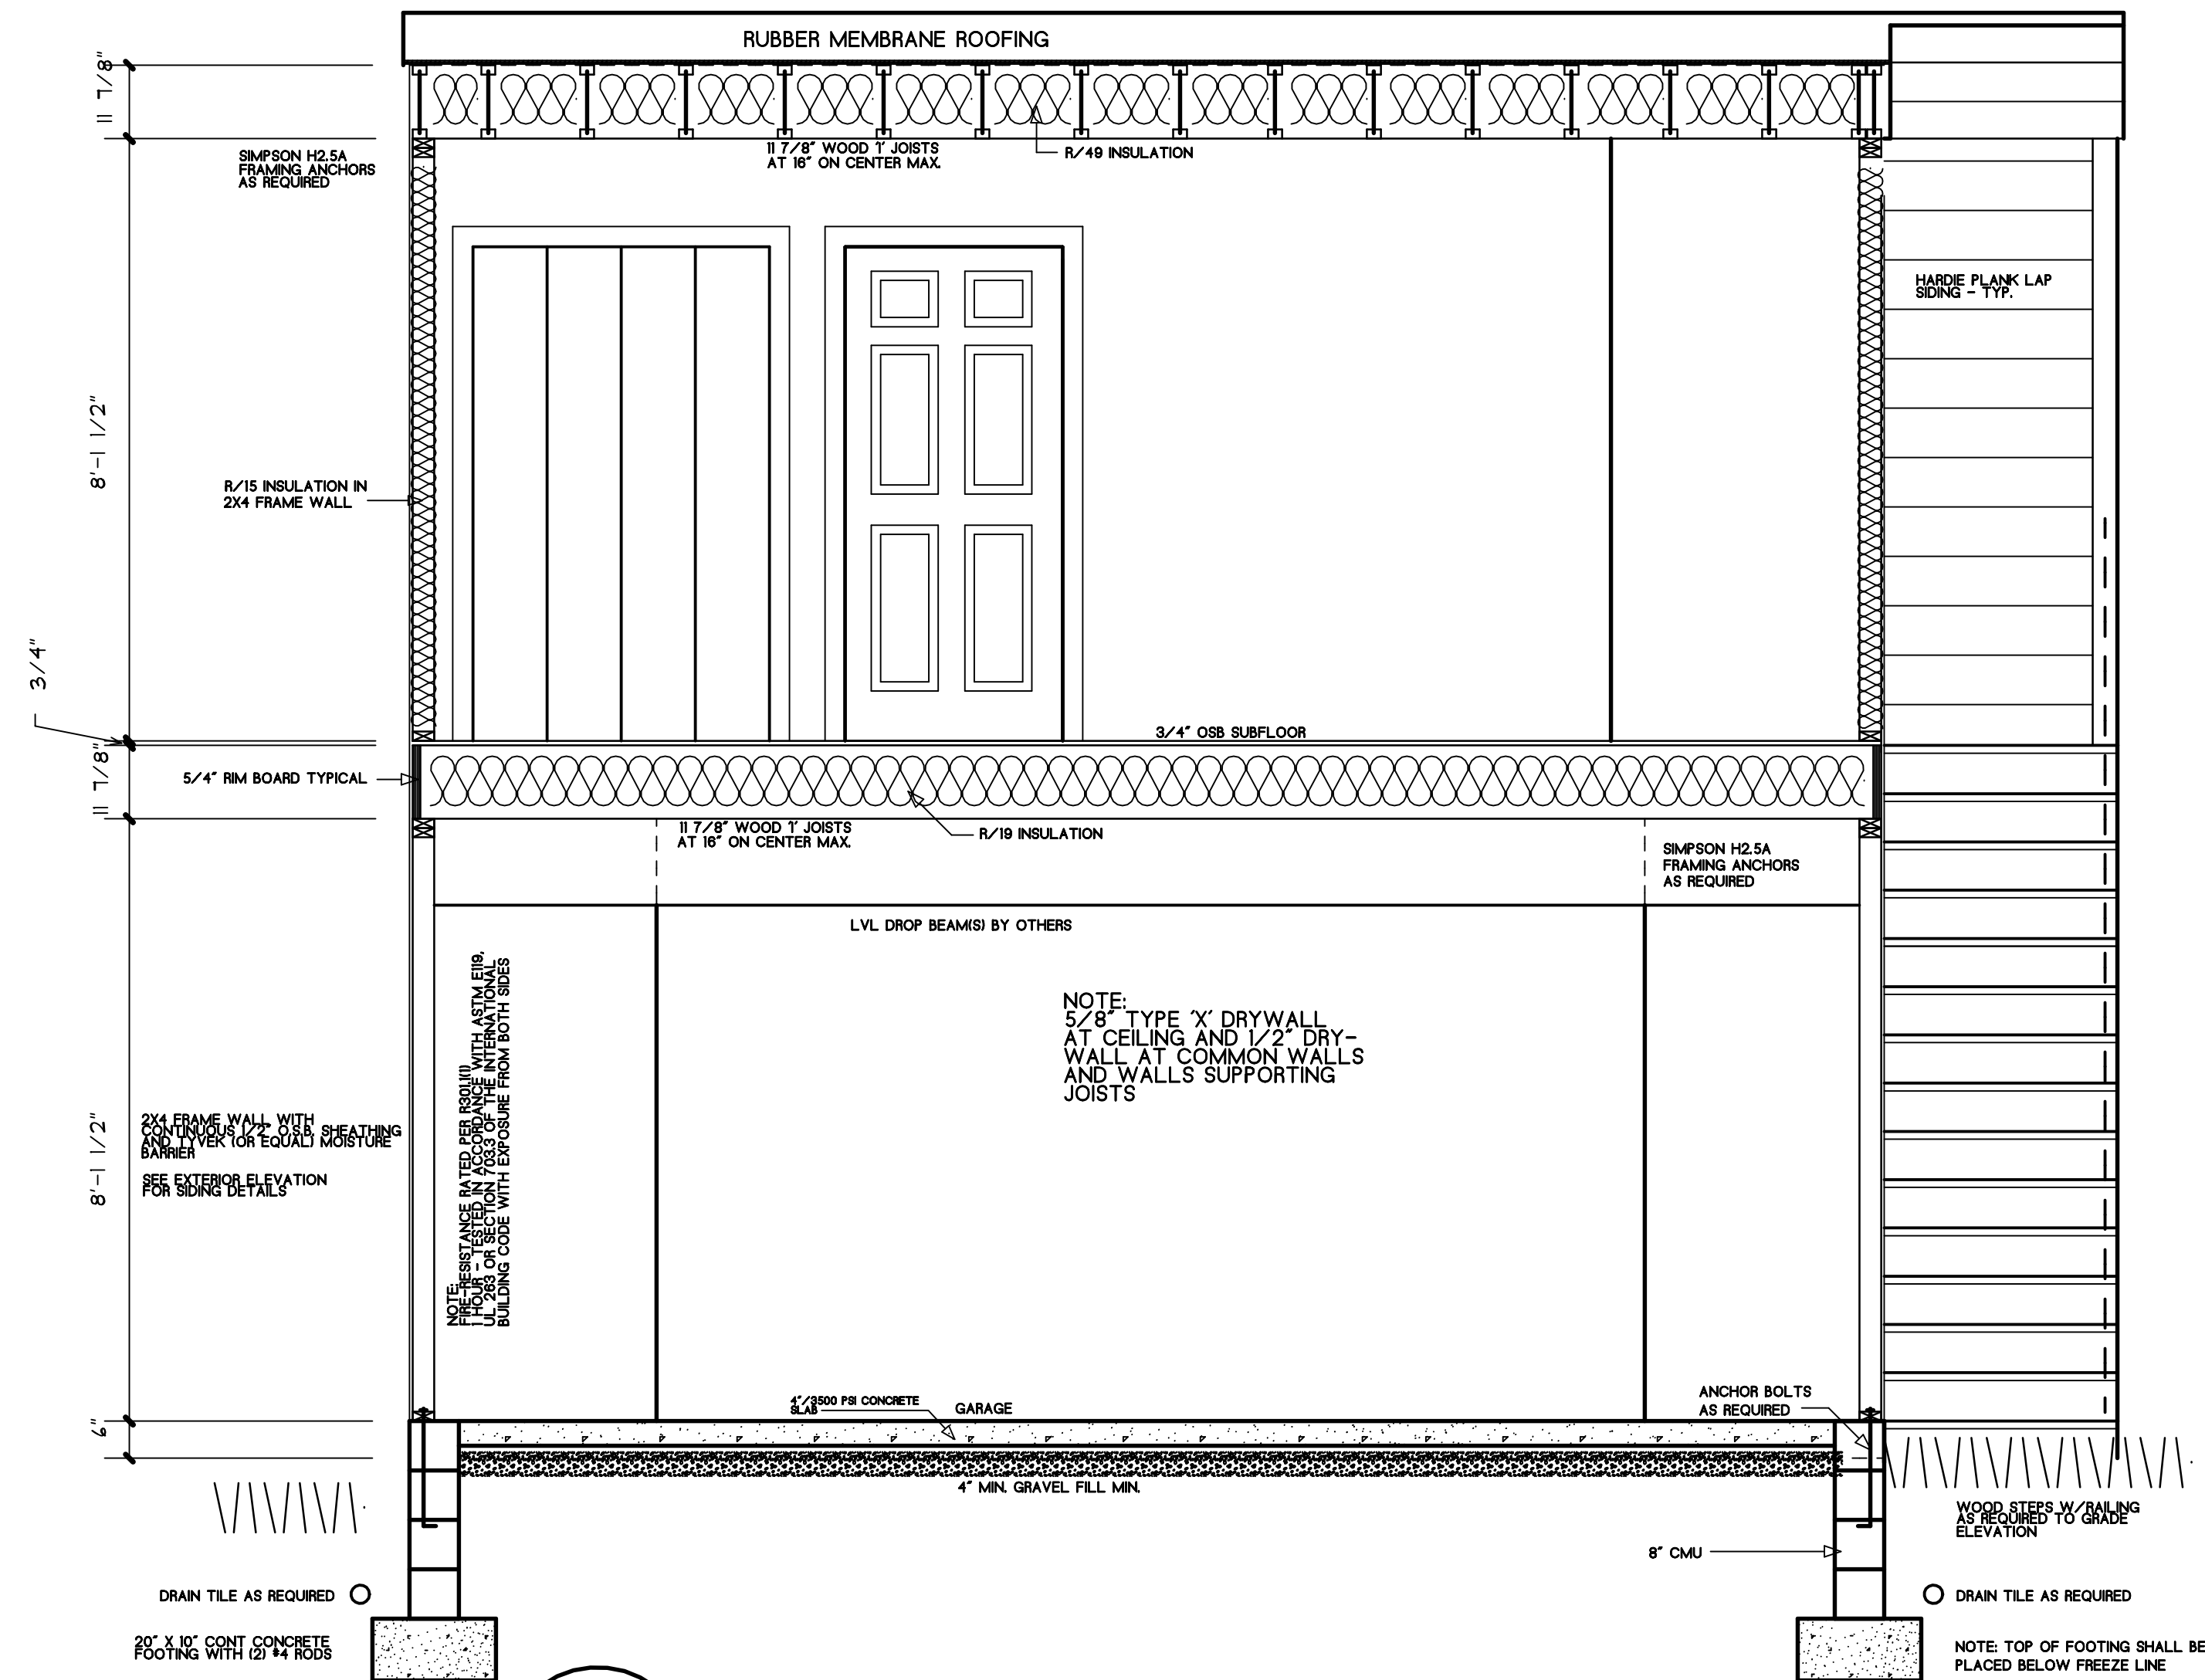 RUBBER MEMBRANE ROOFING
11 7/8"
SIMPSON H2.5A
FRAMING ANCHORS
AS REQUIRED
11 7/8" WOOD 'I' JOISTS
AT 16" ON CENTER MAX.
R/49 INSULATION
HARDIE PLANK LAP
SIDING - TYP.
8'-1 1/2"
R/15 INSULATION IN
2X4 FRAME WALL
3/4"
3/4" OSB SUBFLOOR
11 7/8"
5/4" RIM BOARD TYPICAL
11 7/8" WOOD 'I' JOISTS
AT 16" ON CENTER MAX.
R/19 INSULATION
SIMPSON H2.5A
FRAMING ANCHORS
AS REQUIRED
LVL DROP BEAM(S) BY OTHERS
NOTE:
FIRE-RESISTANCE RATED PER R301.1(1)
1 HOUR - TESTED IN ACCORDANCE WITH ASTM E119,
UL 263 OR SECTION 703.3 OF THE INTERNATIONAL
BUILDING CODE WITH EXPOSURE FROM BOTH SIDES
NOTE:
5/8" TYPE 'X' DRYWALL
AT CEILING AND 1/2" DRY-
WALL AT COMMON WALLS
AND WALLS SUPPORTING
JOISTS
8'-1 1/2"
2X4 FRAME WALL WITH
CONTINUOUS 1/2" O.S.B. SHEATHING
AND TYVEK (OR EQUAL) MOISTURE
BARRIER
SEE EXTERIOR ELEVATION
FOR SIDING DETAILS
4"/3500 PSI CONCRETE
SLAB
GARAGE
ANCHOR BOLTS
AS REQUIRED
6"
4" MIN. GRAVEL FILL MIN.
WOOD STEPS W/RAILING
AS REQUIRED TO GRADE
ELEVATION
8" CMU
DRAIN TILE AS REQUIRED
DRAIN TILE AS REQUIRED
20" X 10" CONT CONCRETE
FOOTING WITH (2) #4 RODS
NOTE: TOP OF FOOTING SHALL BE
PLACED BELOW FREEZE LINE